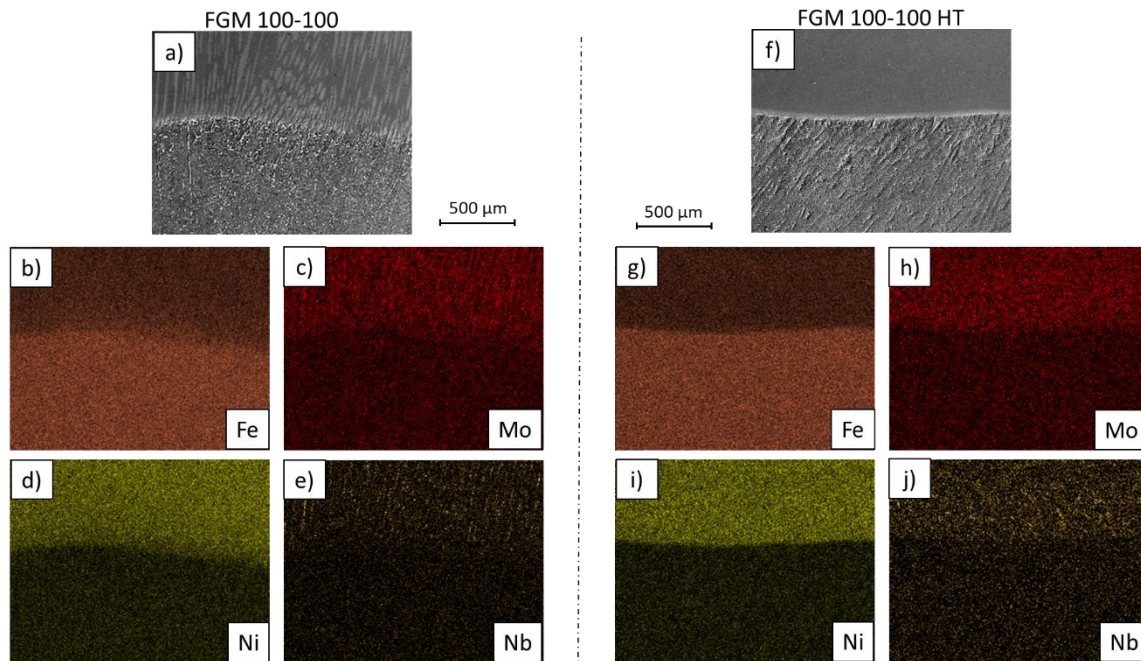 FGM 100-100
FGM 100-100 HT
a)
f)
500 µm
500 µm
b)
c)
g)
h)
Fe
Mo
Fe
Mo
d)
e)
i)
j)
Ni
Nb
Ni
Nb